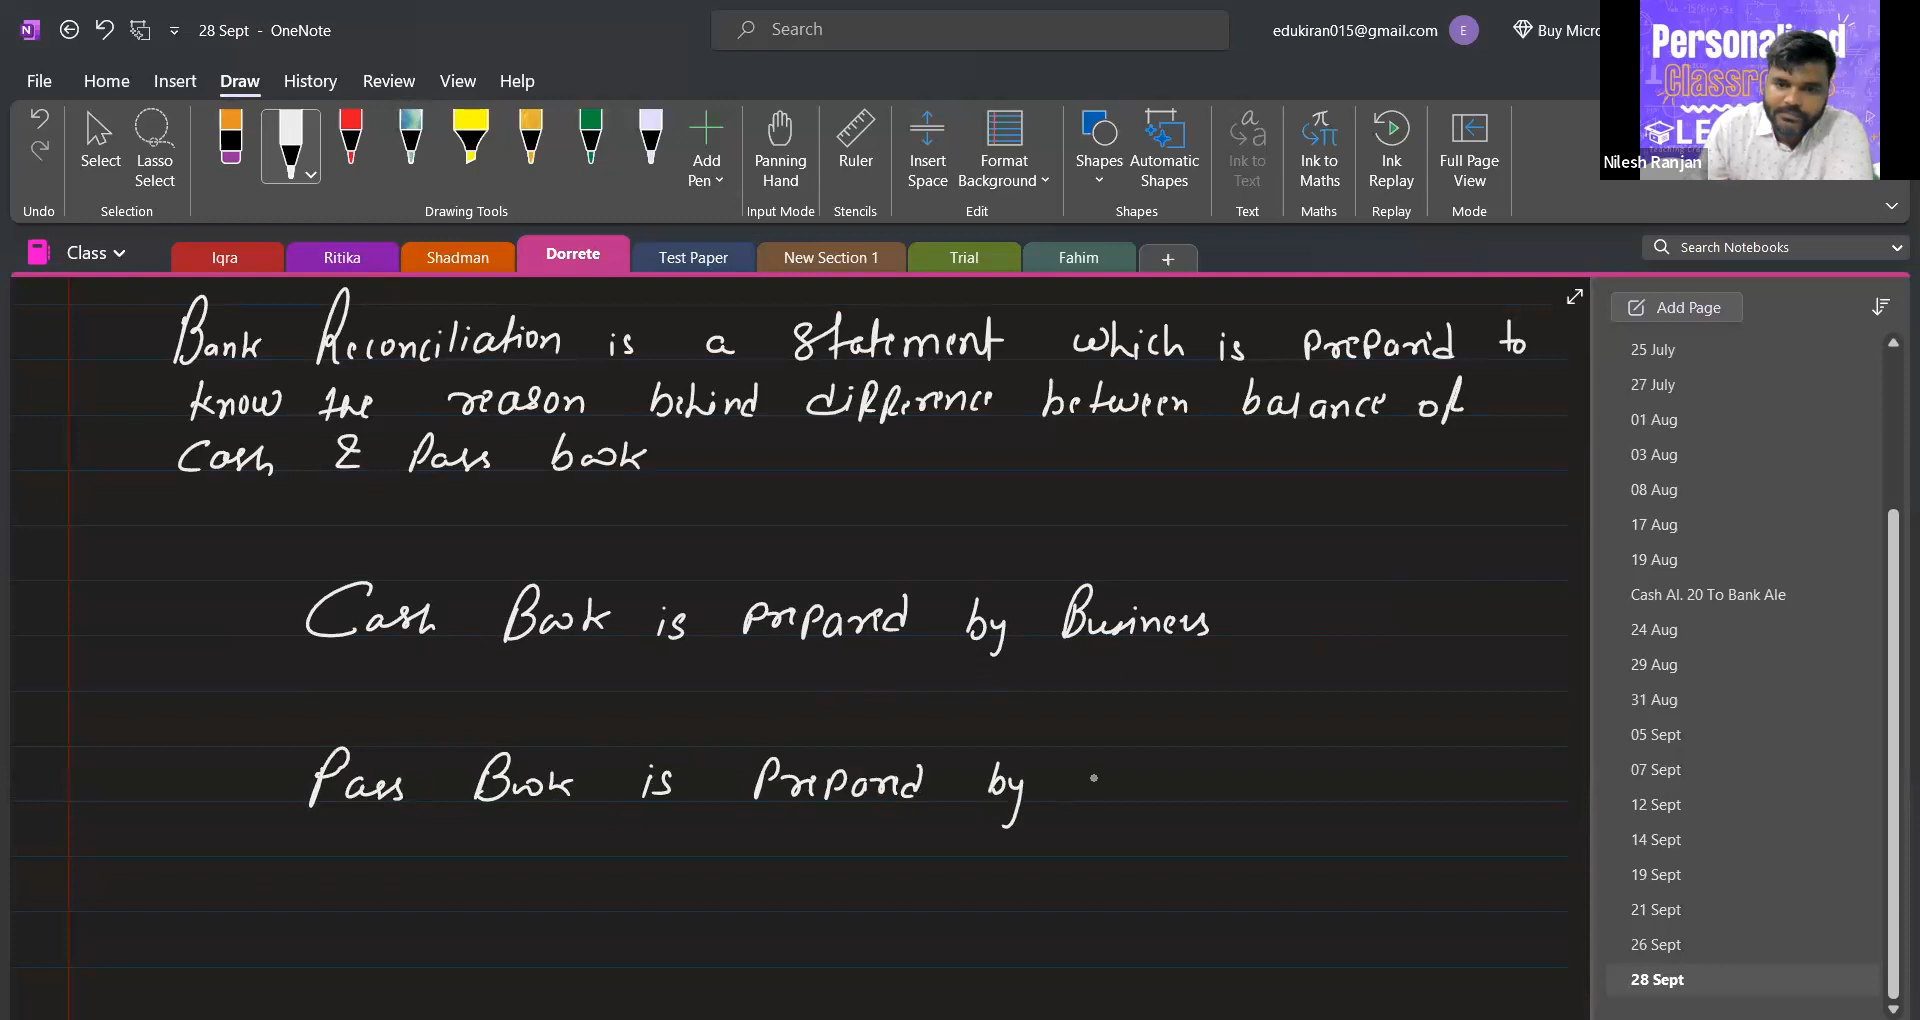 28 Sept - OneNote
Search
edukiran015@gmail.com
E
Buy Micro
File Home Insert Draw History Review View Help
Select
Lasso Select
Add Pen
Panning Hand
Ruler
Insert Space
Format Background
Shapes
Automatic Shapes
Ink to Text
Ink to Maths
Ink Replay
Full Page View
Undo Selection Drawing Tools Input Mode Stencils Edit Shapes Text Maths Replay Mode
Personalised
LE
Nilesh Ranjan
Class
Iqra Ritika Shadman Dorrete Test Paper New Section 1 Trial Fahim +
Search Notebooks
Bank Reconciliation is a statement which is prepared to
know the reason behind difference between balance of
Cash & Pass book
Cash Book is prepared by Business
Pass Book is Prepared by
Add Page
25 July
27 July
01 Aug
03 Aug
08 Aug
17 Aug
19 Aug
Cash Al. 20 To Bank Ale
24 Aug
29 Aug
31 Aug
05 Sept
07 Sept
12 Sept
14 Sept
19 Sept
21 Sept
26 Sept
28 Sept